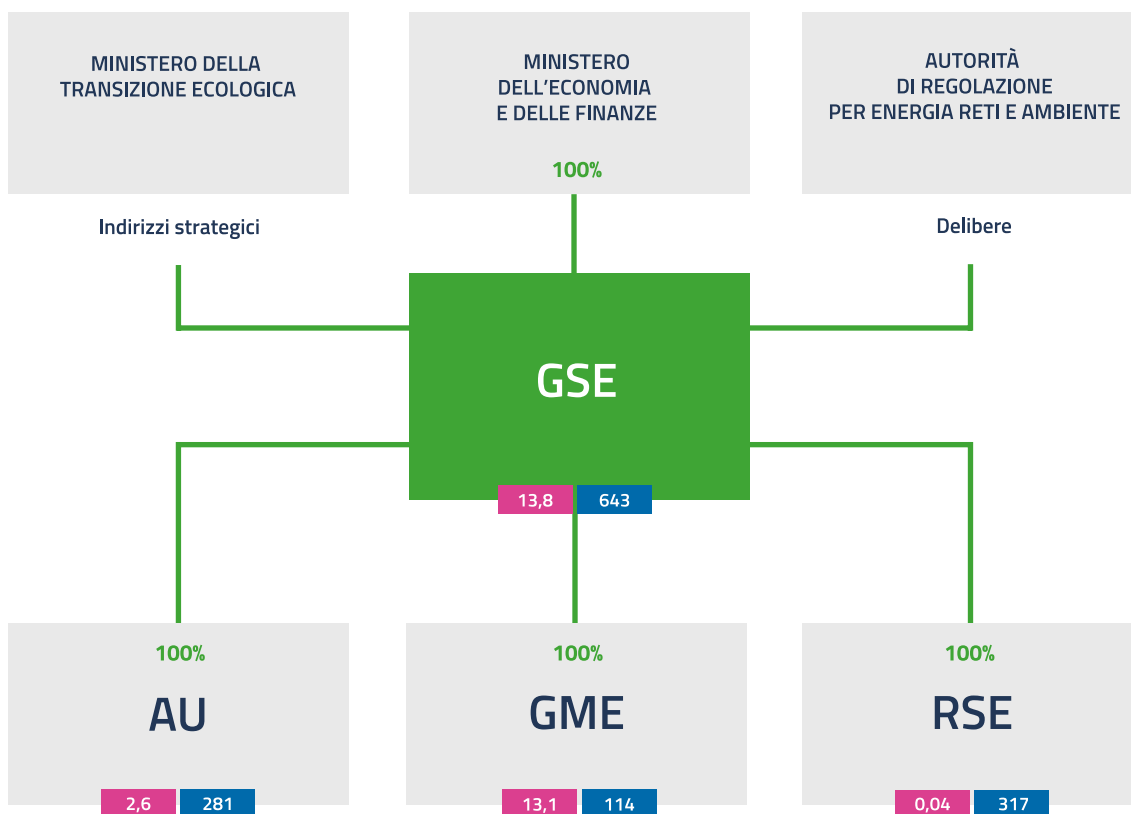 MINISTERO DELLA
TRANSIZIONE ECOLOGICA
MINISTERO
DELL'ECONOMIA
E DELLE FINANZE
100%
AUTORITÀ
DI REGOLAZIONE
PER ENERGIA RETI E AMBIENTE
Indirizzi strategici
Delibere
GSE
13,8
643
100%
AU
2,6
281
100%
GME
13,1
114
100%
RSE
0,04
317